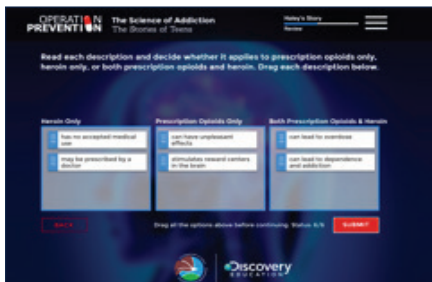 OPERATION PREVENTION The Science of Addiction
The Stories of Teens
Haley's Story
Review
Read each description and decide whether it applies to prescription opioids only,
heroin only, or both prescription opioids and heroin. Drag each description below.
Heroin Only
has no accepted medical
use
may be prescribed by a
doctor
Prescription Opioids Only
can have unpleasant
effects
stimulates reward centers
in the brain
Both Prescription Opioids & Heroin
can lead to overdose
can lead to dependence
and addiction
BACK
Drag all the options above before continuing. Status: 6/6
SUBMIT
Discovery
EDUCATION